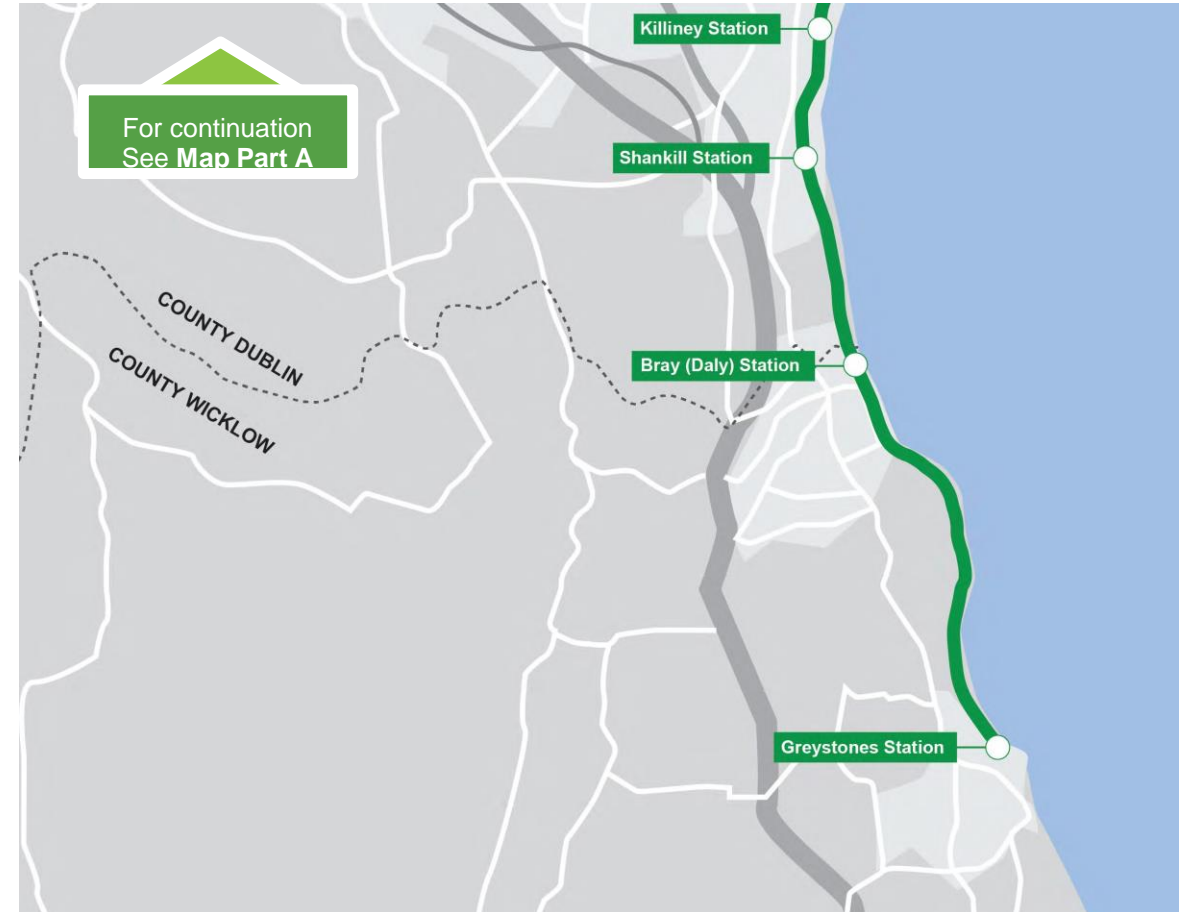 Killiney Station
For continuation
See Map Part A
Shankill Station
COUNTY DUBLIN
COUNTY WICKLOW
Bray (Daly) Station
Greystones Station